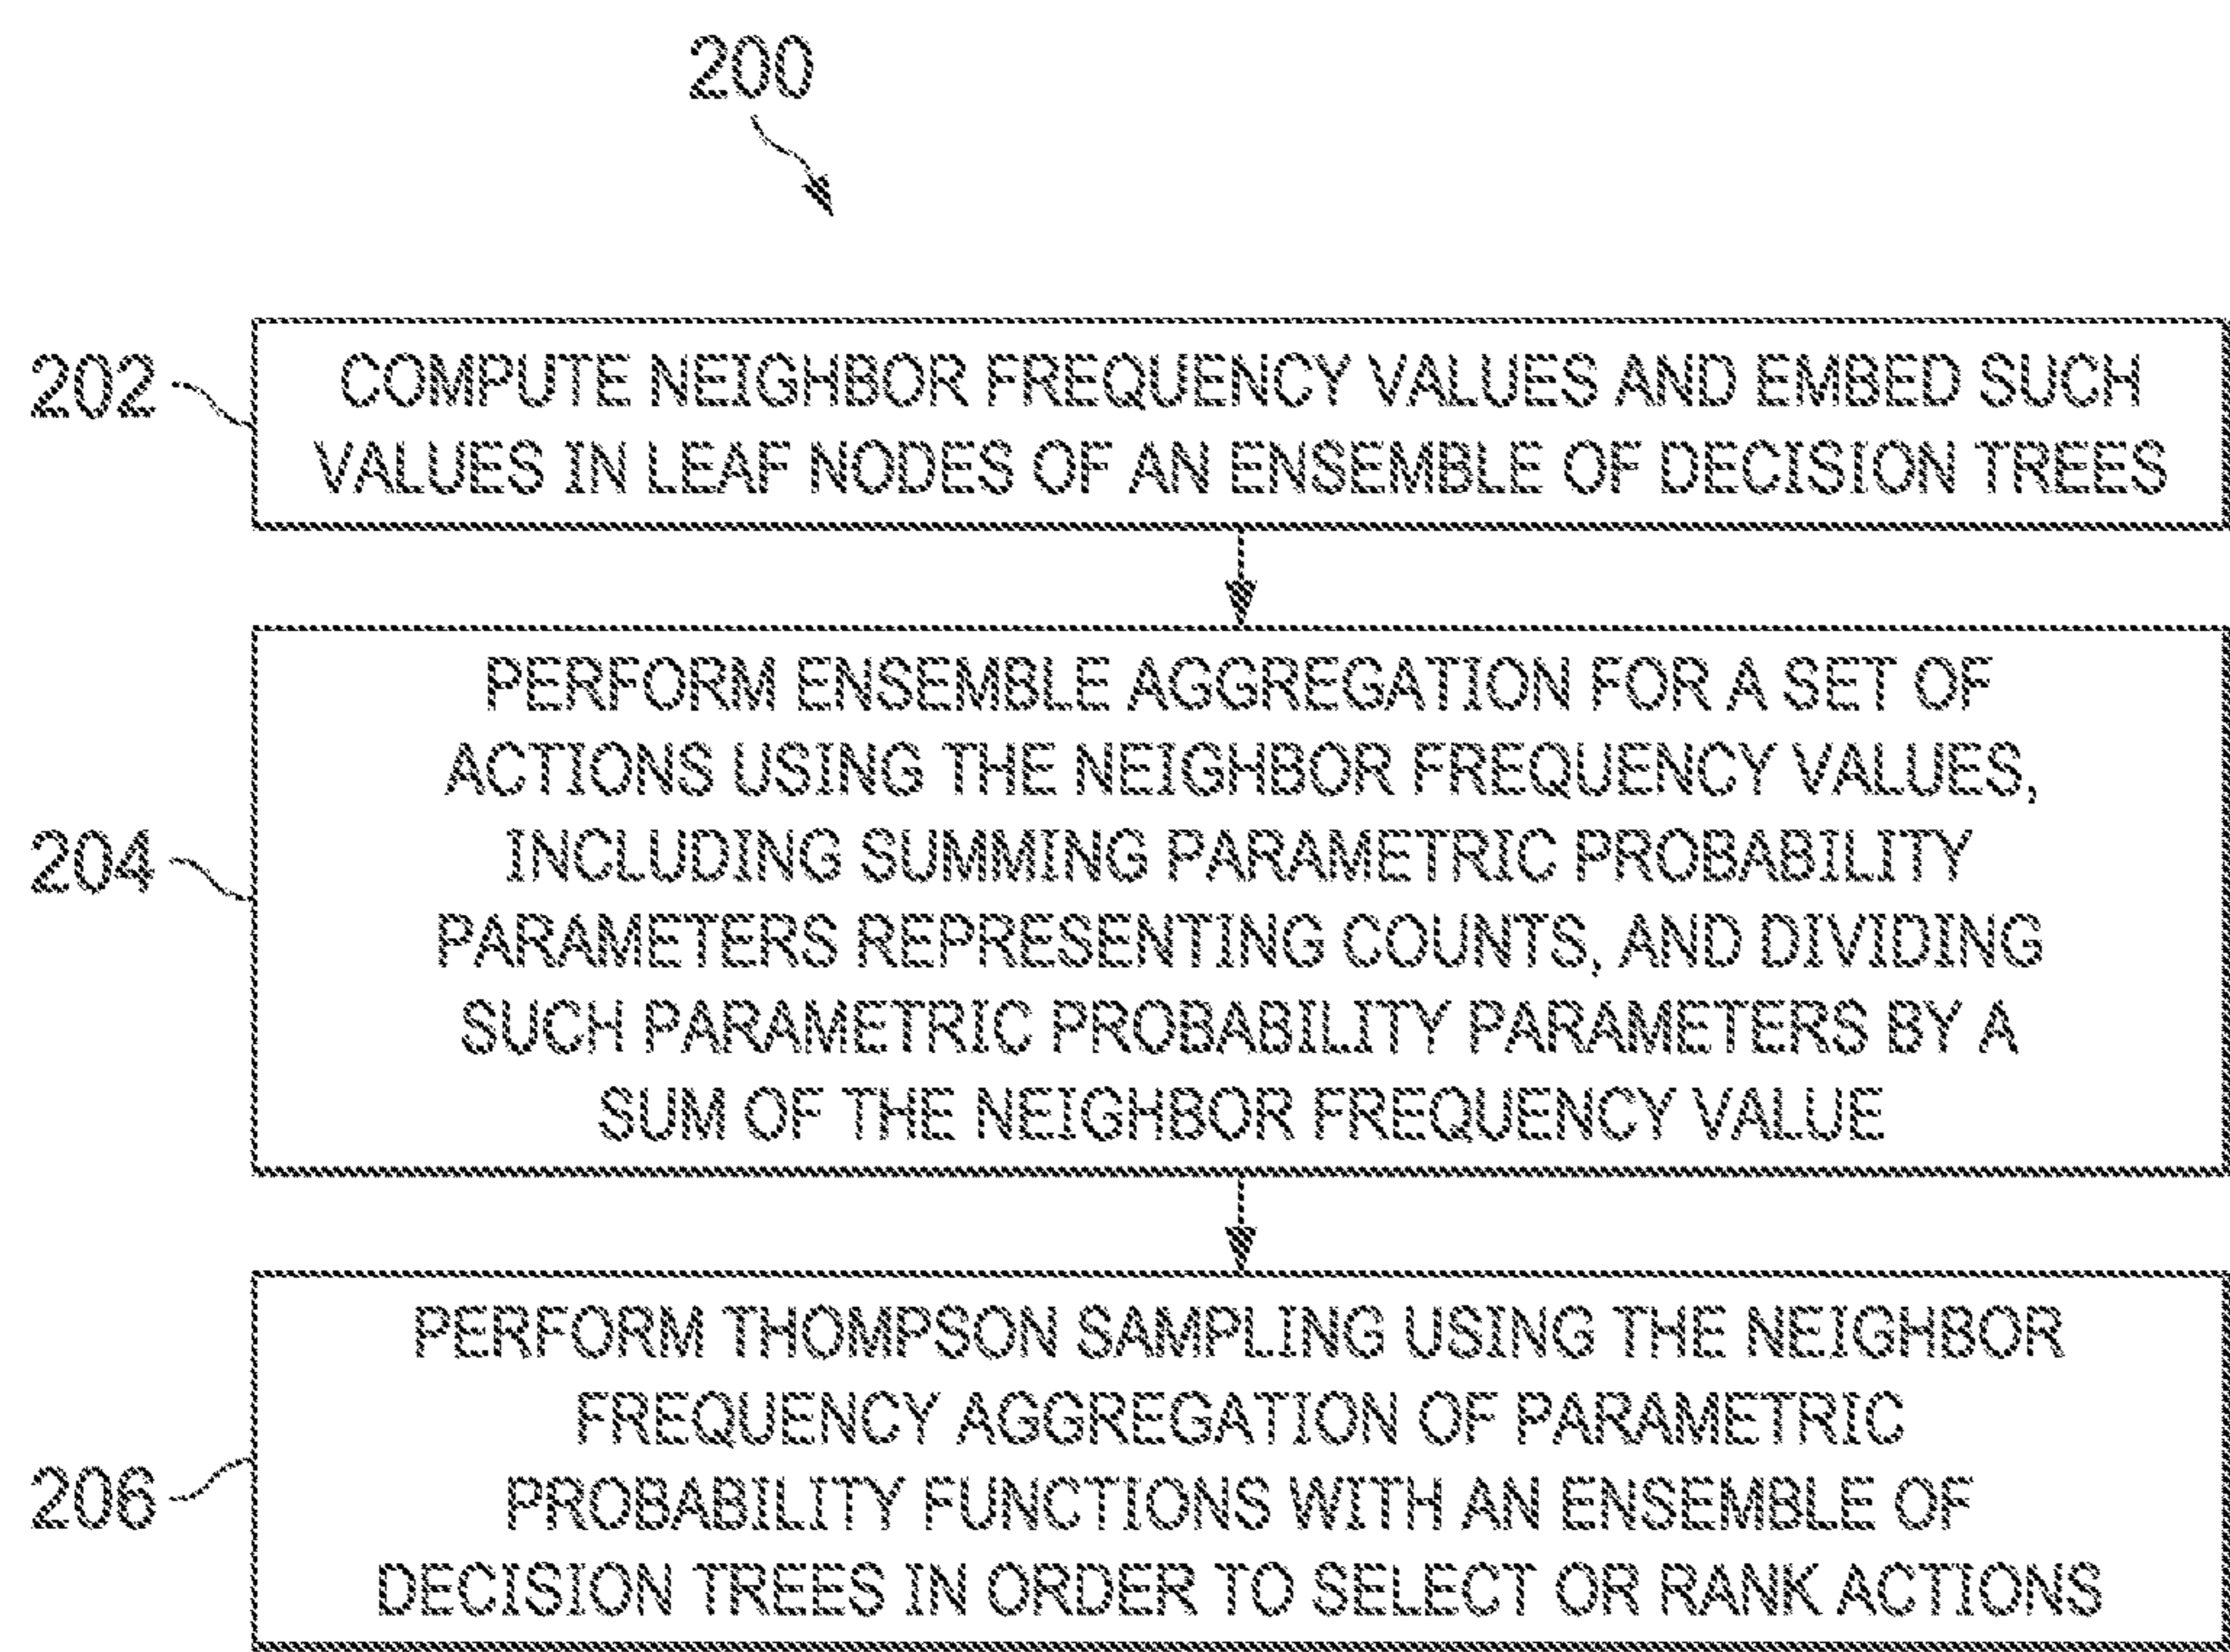 200
202
COMPUTE NEIGHBOR FREQUENCY VALUES AND EMBED SUCH
VALUES IN LEAF NODES OF AN ENSEMBLE OF DECISION TREES
204
PERFORM ENSEMBLE AGGREGATION FOR A SET OF
ACTIONS USING THE NEIGHBOR FREQUENCY VALUES,
INCLUDING SUMMING PARAMETRIC PROBABILITY
PARAMETERS REPRESENTING COUNTS, AND DIVIDING
SUCH PARAMETRIC PROBABILITY PARAMETERS BY A
SUM OF THE NEIGHBOR FREQUENCY VALUE
206
PERFORM THOMPSON SAMPLING USING THE NEIGHBOR
FREQUENCY AGGREGATION OF PARAMETRIC
PROBABILITY FUNCTIONS WITH AN ENSEMBLE OF
DECISION TREES IN ORDER TO SELECT OR RANK ACTIONS